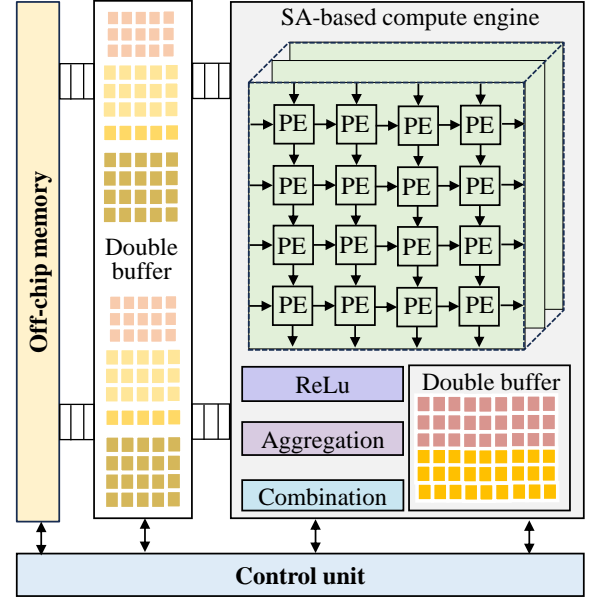 SA-based compute engine
Off-chip memory
Double
buffer
PE PE PE PE
PE PE PE PE
PE PE PE PE
PE PE PE PE
ReLu
Aggregation
Combination
Double buffer
Control unit